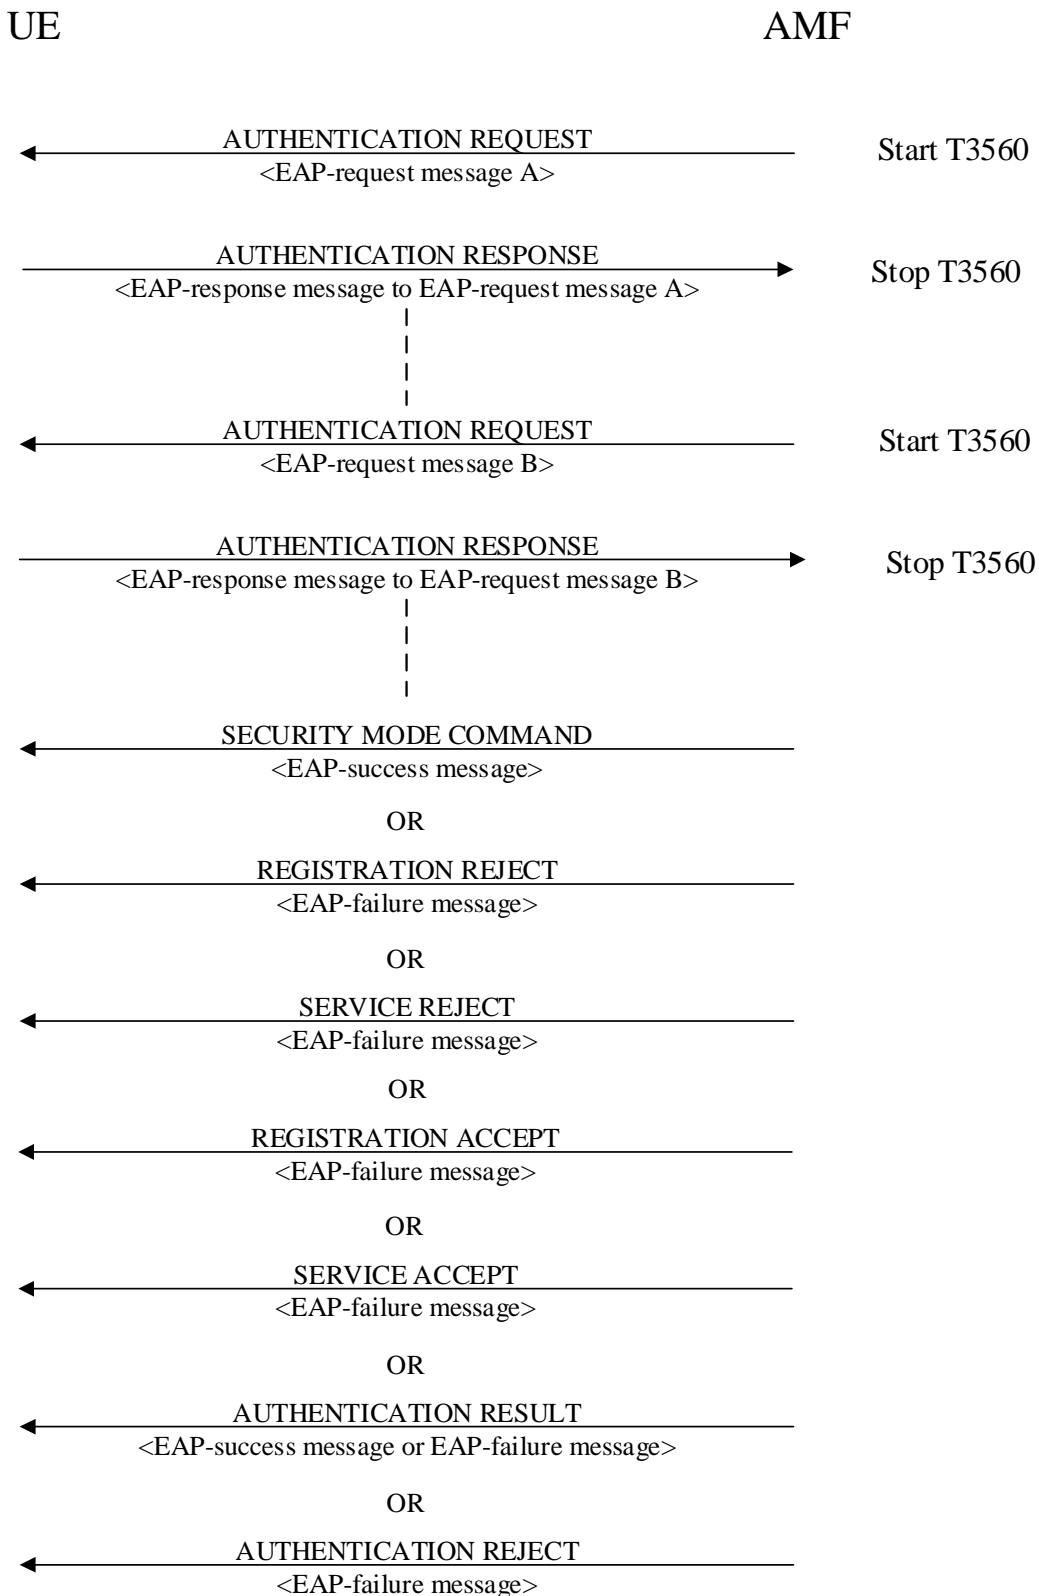 UE AMF
AUTHENTICATION REQUEST
<EAP-request message A>
Start T3560
AUTHENTICATION RESPONSE
<EAP-response message to EAP-request message A>
Stop T3560
AUTHENTICATION REQUEST
<EAP-request message B>
Start T3560
AUTHENTICATION RESPONSE
<EAP-response message to EAP-request message B>
Stop T3560
SECURITY MODE COMMAND
<EAP-success message>
OR
REGISTRATION REJECT
<EAP-failure message>
OR
SERVICE REJECT
<EAP-failure message>
OR
REGISTRATION ACCEPT
<EAP-failure message>
OR
SERVICE ACCEPT
<EAP-failure message>
OR
AUTHENTICATION RESULT
<EAP-success message or EAP-failure message>
OR
AUTHENTICATION REJECT
<EAP-failure message>